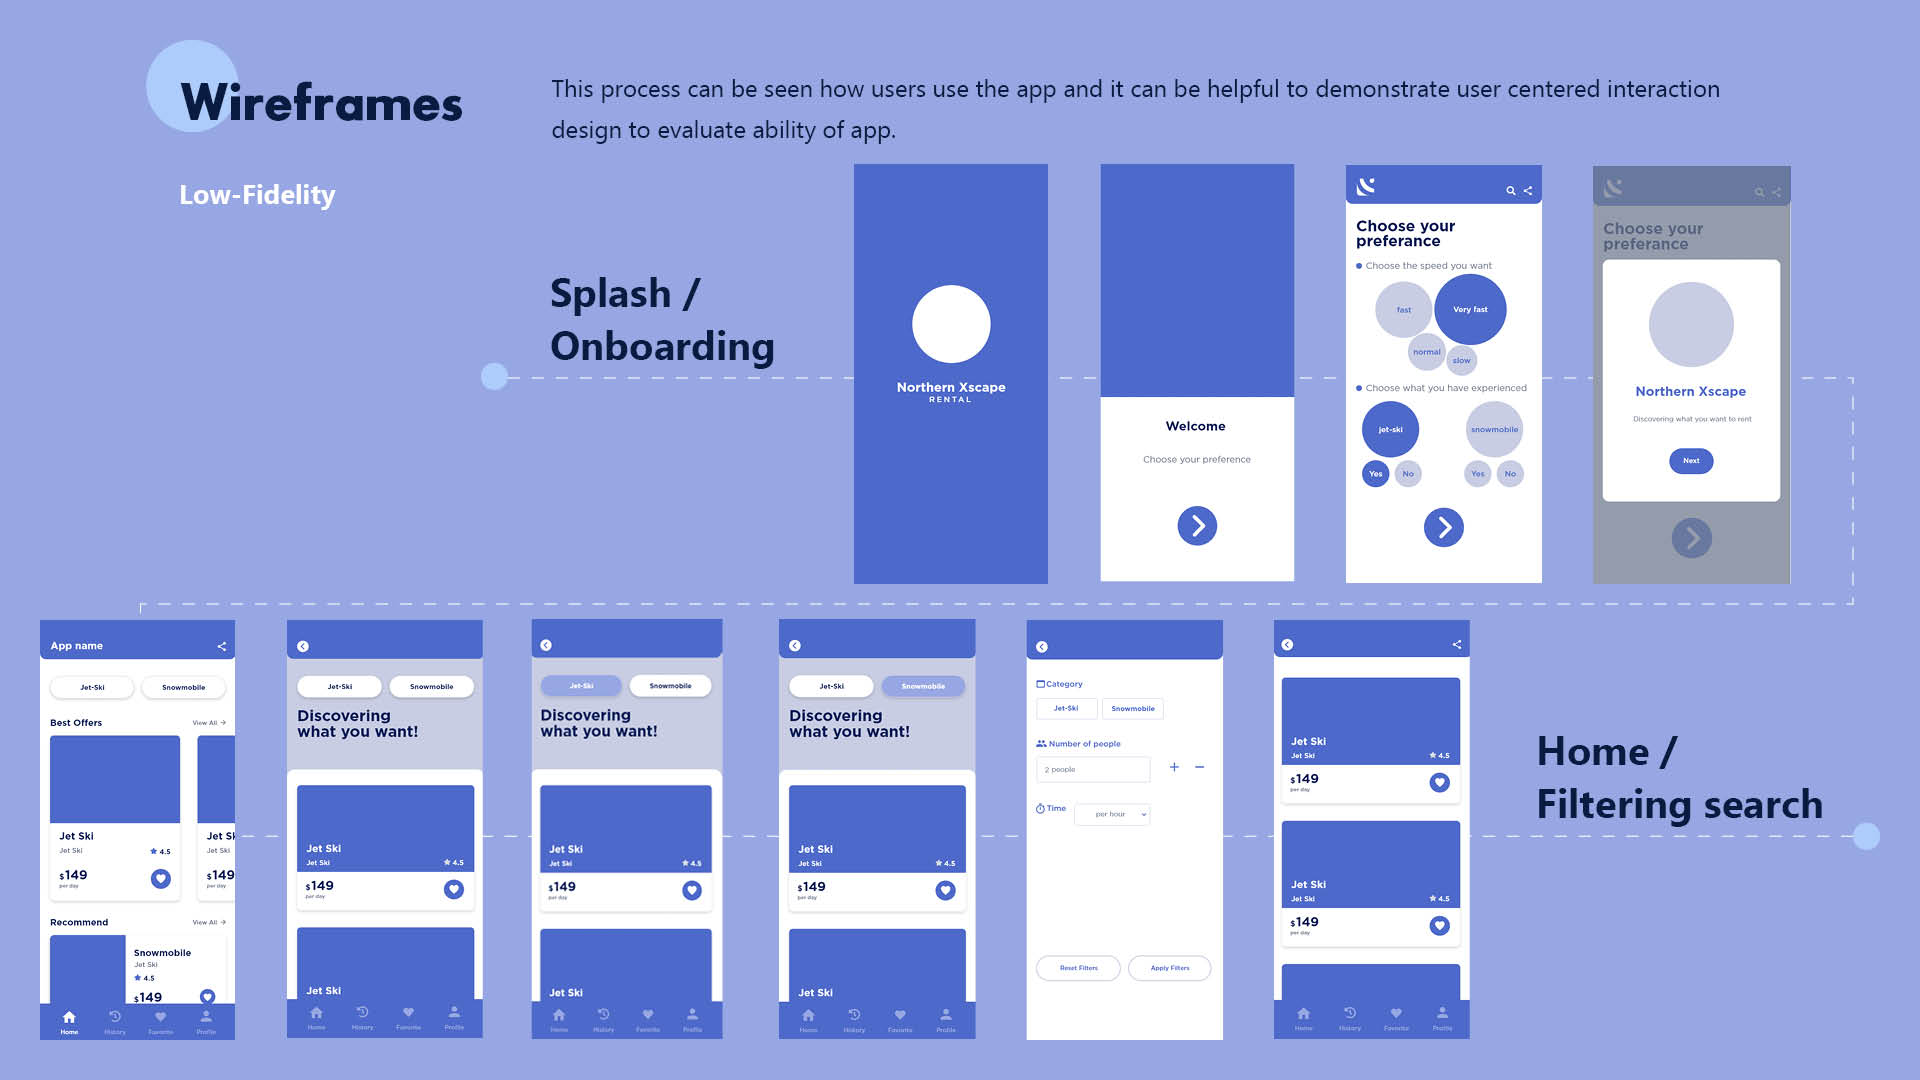 Wireframes
This process can be seen how users use the app and it can be helpful to demonstrate user centered interaction
design to evaluate ability of app.
Low-Fidelity
Splash /
Onboarding
Northern Xscape
RENTAL
Welcome
Choose your preference
Choose your
preferance
Choose the speed you want
fast
Very fast
normal
slow
Choose what you have experienced
jet-ski
snowmobile
Yes
No
Yes
No
Choose your
preferance
Northern Xscape
Discovering what you want to rent
Next
App name
Jet-Ski
Snowmobile
Best Offers
View All
Jet Ski
Jet Ski
4.5
$149
per day
Jet Sk
Jet Ski
$149
per day
Recommend
View All
Snowmobile
Jet Ski
4.5
$149
Home
History
Favorite
Profile
Jet-Ski
Snowmobile
Discovering
what you want!
Jet Ski
Jet Ski
4.5
$149
per day
Jet Ski
Home
History
Favorite
Profile
Jet-Ski
Snowmobile
Discovering
what you want!
Jet Ski
Jet Ski
4.5
$149
per day
Jet Ski
Home
History
Favorite
Profile
Jet-Ski
Snowmobile
Discovering
what you want!
Jet Ski
Jet Ski
4.5
$149
per day
Jet Ski
Home
History
Favorite
Profile
Category
Jet-Ski
Snowmobile
Number of people
2 people
Time
per hour
Reset Filters
Apply Filters
Jet Ski
Jet Ski
4.5
$149
per day
Jet Ski
Jet Ski
4.5
$149
per day
Home
History
Favorite
Profile
Home /
Filtering search